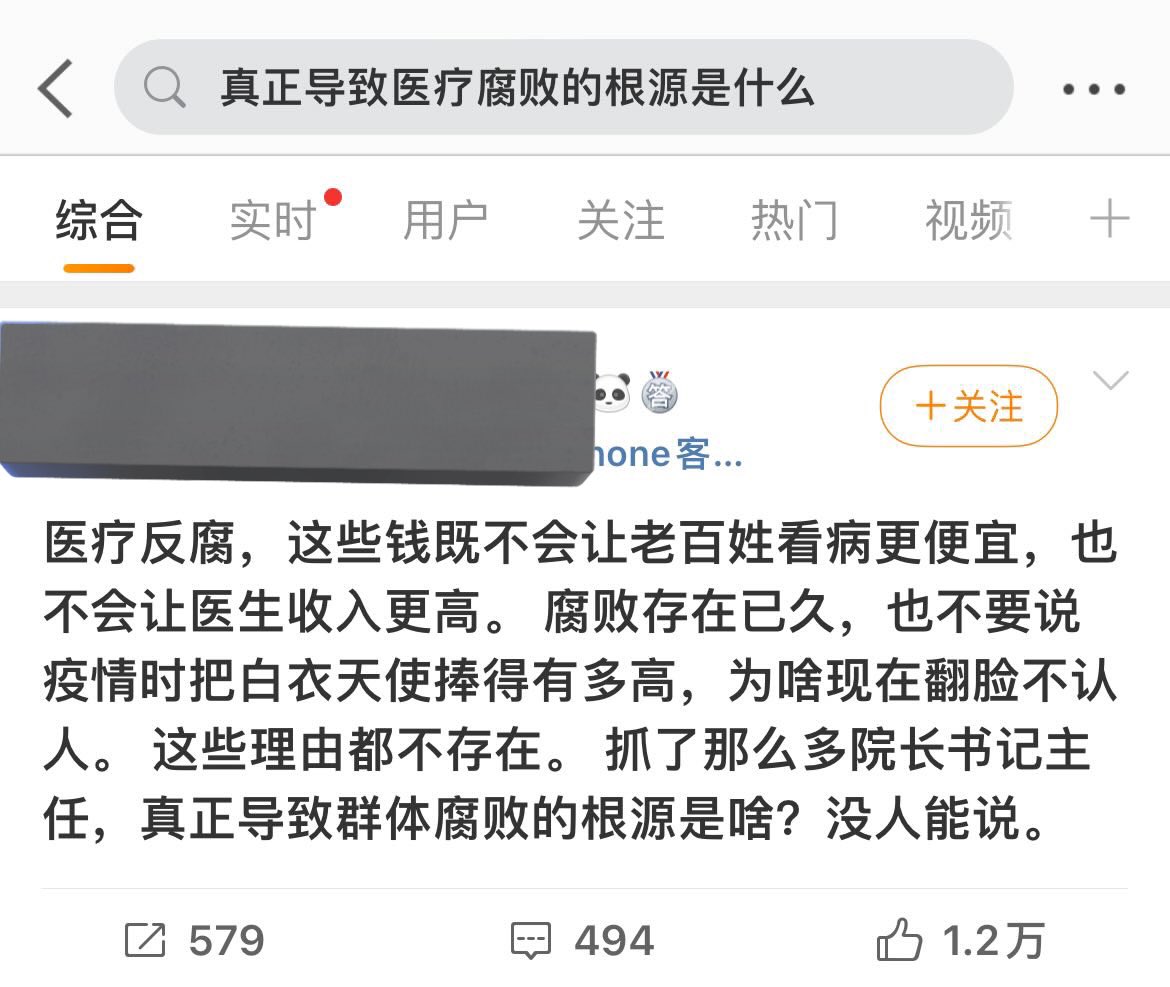 真正导致医疗腐败的根源是什么
综合 实时 用户 关注 热门 视频
答
+关注
hone客...
医疗反腐，这些钱既不会让老百姓看病更便宜，也
不会让医生收入更高。 腐败存在已久，也不要说
疫情时把白衣天使捧得有多高，为啥现在翻脸不认
人。 这些理由都不存在。 抓了那么多院长书记主
任，真正导致群体腐败的根源是啥？没人能说。
579 494 1.2万